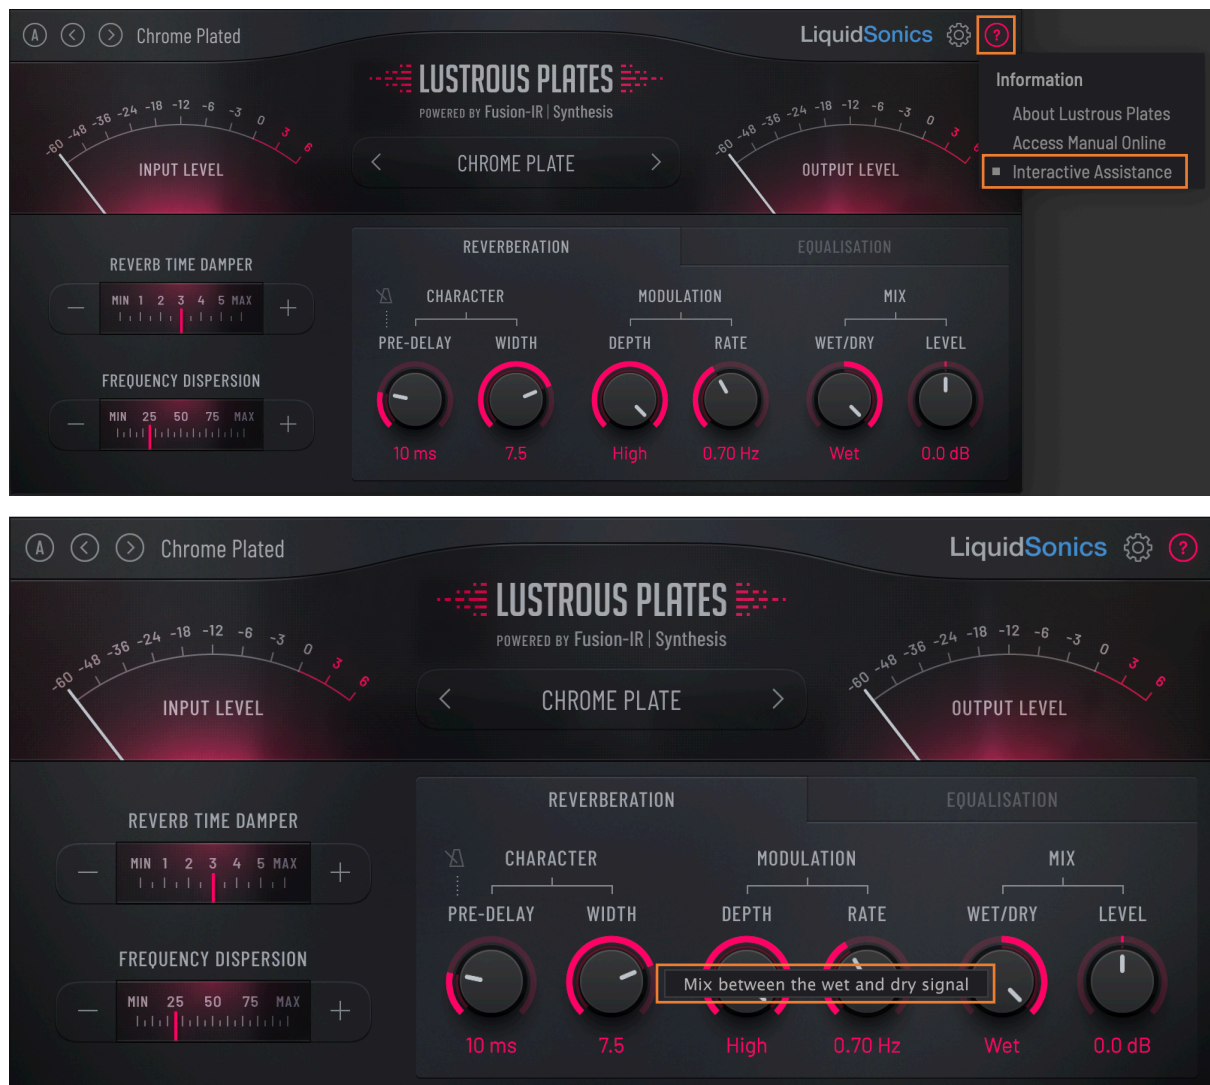 A < > Chrome Plated
LiquidSonics ?
Information
About Lustrous Plates
Access Manual Online
Interactive Assistance
LUSTROUS PLATES
POWERED BY Fusion-IR | Synthesis
-60 -48 -36 -24 -18 -12 -6 -3 0 3 6
INPUT LEVEL
< CHROME PLATE >
-60 -48 -36 -24 -18 -12 -6 -3 0 3 6
OUTPUT LEVEL
REVERB TIME DAMPER
− MIN 1 2 3 4 5 MAX +
FREQUENCY DISPERSION
− MIN 25 50 75 MAX +
REVERBERATION EQUALISATION
CHARACTER MODULATION MIX
PRE-DELAY WIDTH DEPTH RATE WET/DRY LEVEL
10 ms 7.5 High 0.70 Hz Wet 0.0 dB
A < > Chrome Plated
LiquidSonics ?
LUSTROUS PLATES
POWERED BY Fusion-IR | Synthesis
-60 -48 -36 -24 -18 -12 -6 -3 0 3 6
INPUT LEVEL
< CHROME PLATE >
-60 -48 -36 -24 -18 -12 -6 -3 0 3 6
OUTPUT LEVEL
REVERB TIME DAMPER
− MIN 1 2 3 4 5 MAX +
FREQUENCY DISPERSION
− MIN 25 50 75 MAX +
REVERBERATION EQUALISATION
CHARACTER MODULATION MIX
PRE-DELAY WIDTH DEPTH RATE WET/DRY LEVEL
Mix between the wet and dry signal
10 ms 7.5 High 0.70 Hz Wet 0.0 dB